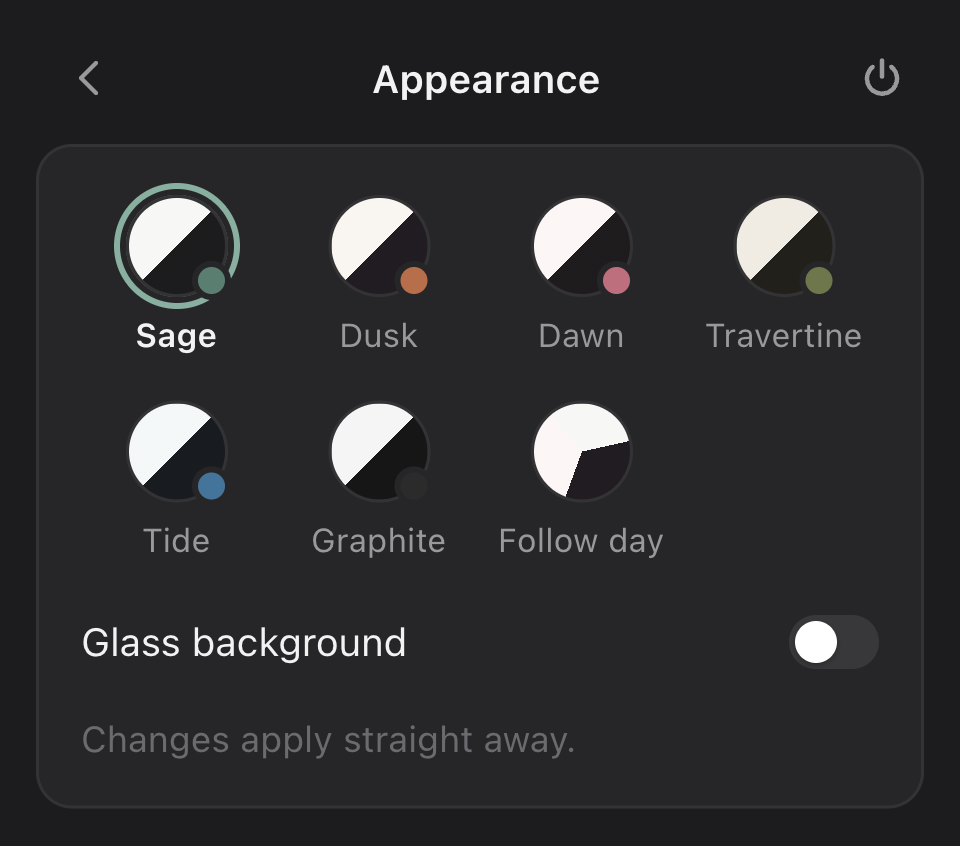 Appearance
Sage Dusk Dawn Travertine
Tide Graphite Follow day
Glass background
Changes apply straight away.